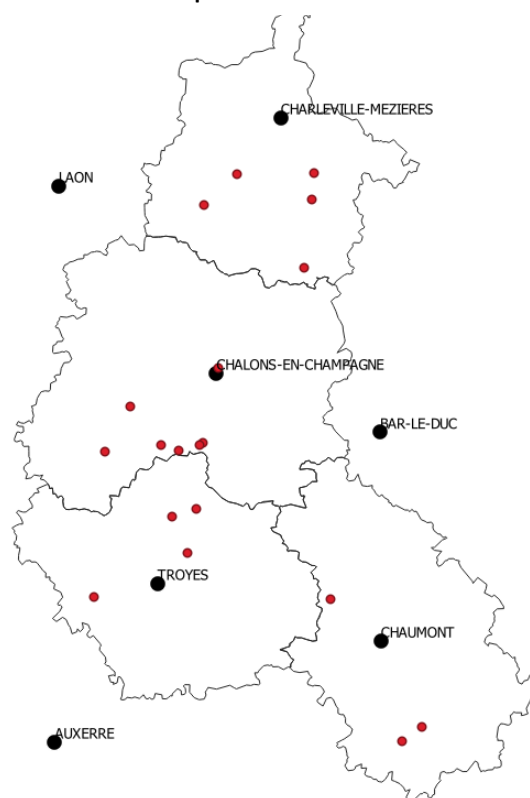 CHARLEVILLE-MEZIERES
LAON
CHALONS-EN-CHAMPAGNE
BAR-LE-DUC
TROYES
CHAUMONT
AUXERRE